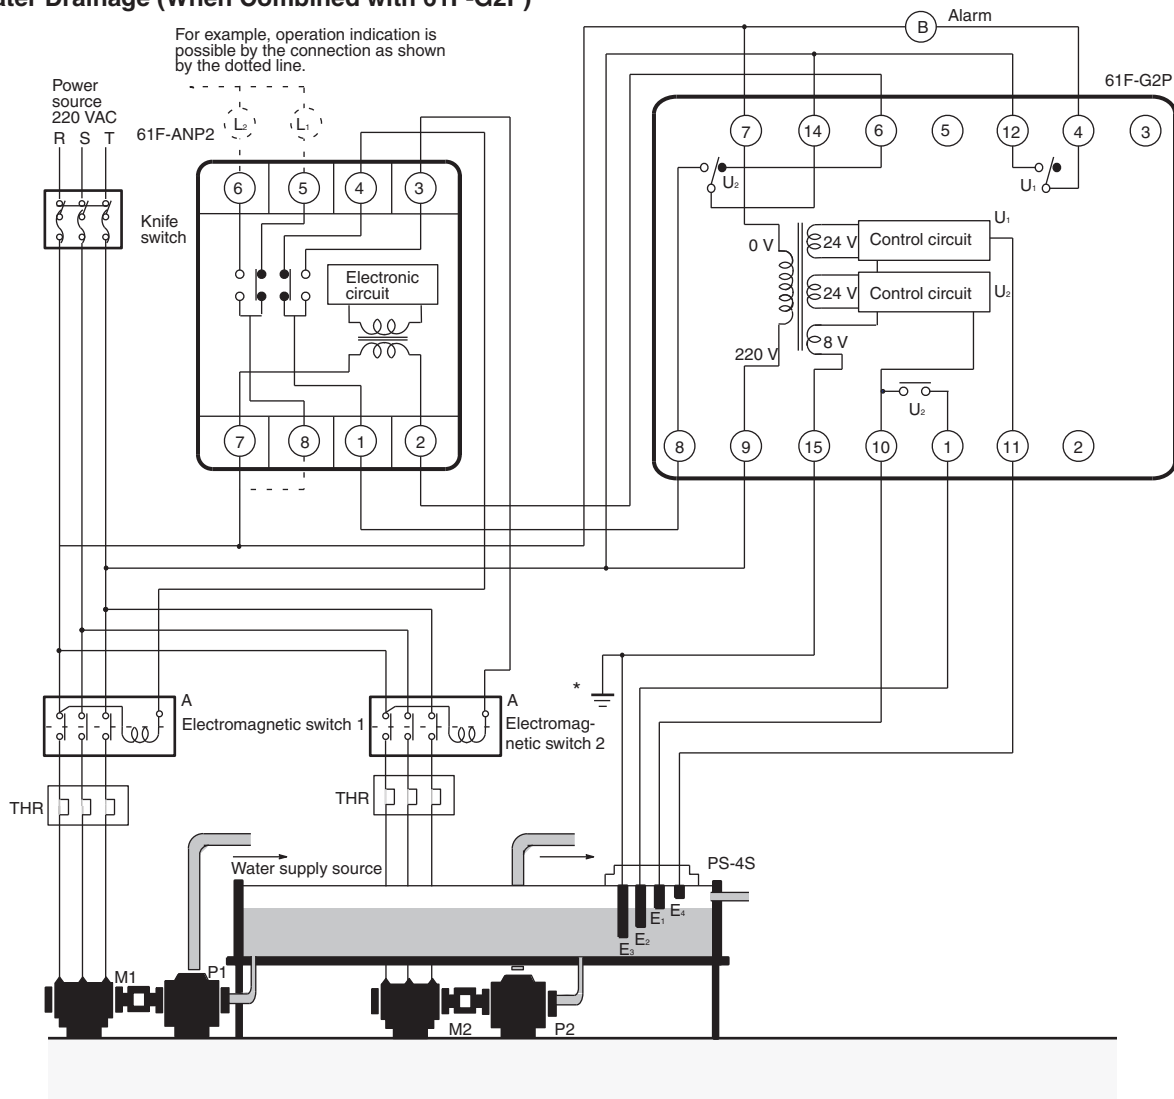 ter Drainage (When Combined with 61F-G2P)
For example, operation indication is
possible by the connection as shown
by the dotted line.
Power
source
220 VAC
R S T
61F-ANP2
L2
L1
B
Alarm
61F-G2P
7 14 6 5 12 4 3
6 5 4 3
Knife
switch
U2
U1
Electronic
circuit
0 V
24 V
Control circuit
U1
24 V
Control circuit
U2
220 V
8 V
U2
7 8 1 2
8 9 15 10 1 11 2
*
A
Electromagnetic switch 1
A
Electromag-
netic switch 2
THR
THR
Water supply source
PS-4S
E3
E2
E1
E4
M1
P1
M2
P2